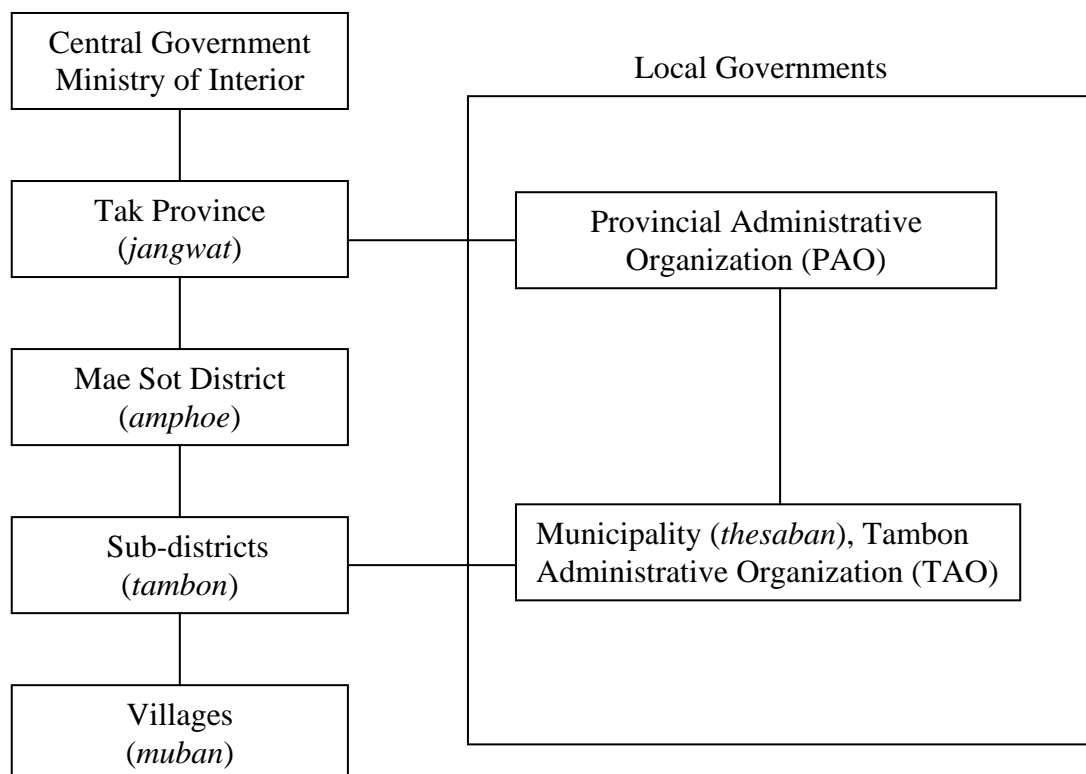 Central Government
Ministry of Interior
Local Governments
Tak Province
(jangwat)
Provincial Administrative
Organization (PAO)
Mae Sot District
(amphoe)
Sub-districts
(tambon)
Municipality (thesaban), Tambon
Administrative Organization (TAO)
Villages
(muban)